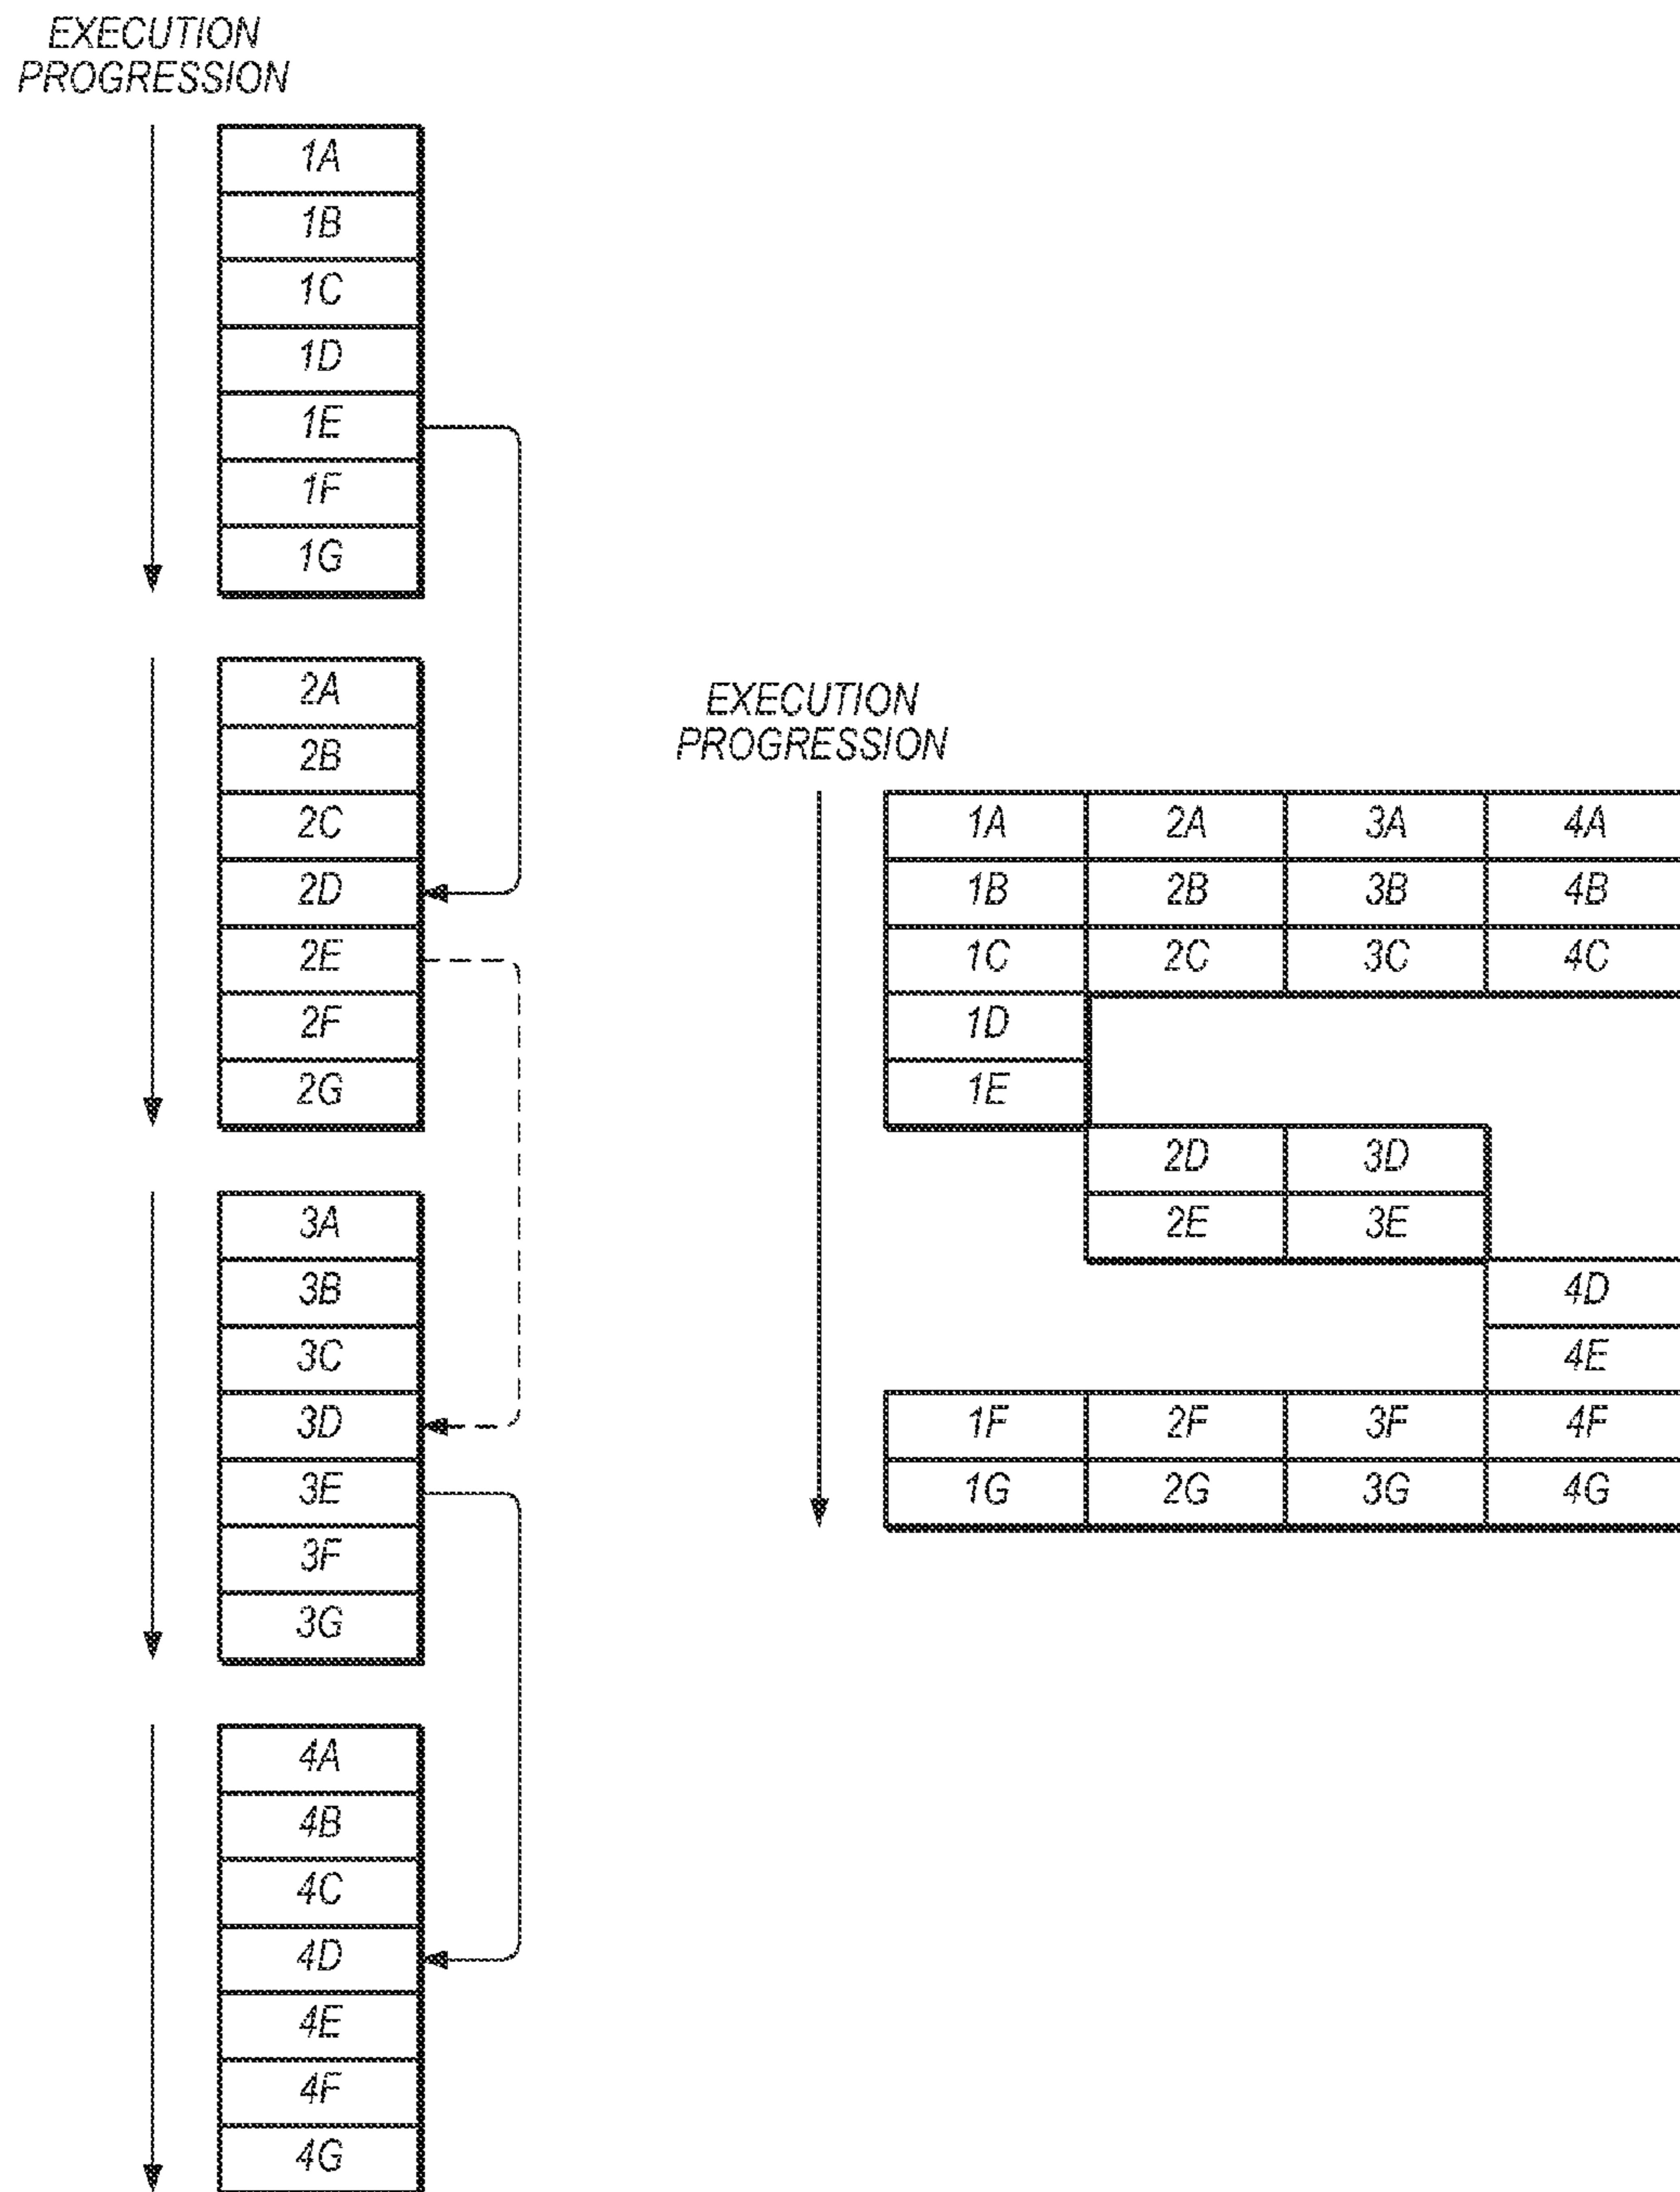 EXECUTION
PROGRESSION
1A
1B
1C
1D
1E
1F
1G
2A
2B
2C
2D
2E
2F
2G
3A
3B
3C
3D
3E
3F
3G
4A
4B
4C
4D
4E
4F
4G
EXECUTION
PROGRESSION
1A 2A 3A 4A
1B 2B 3B 4B
1C 2C 3C 4C
1D
1E
2D 3D
2E 3E
4D
4E
1F 2F 3F 4F
1G 2G 3G 4G